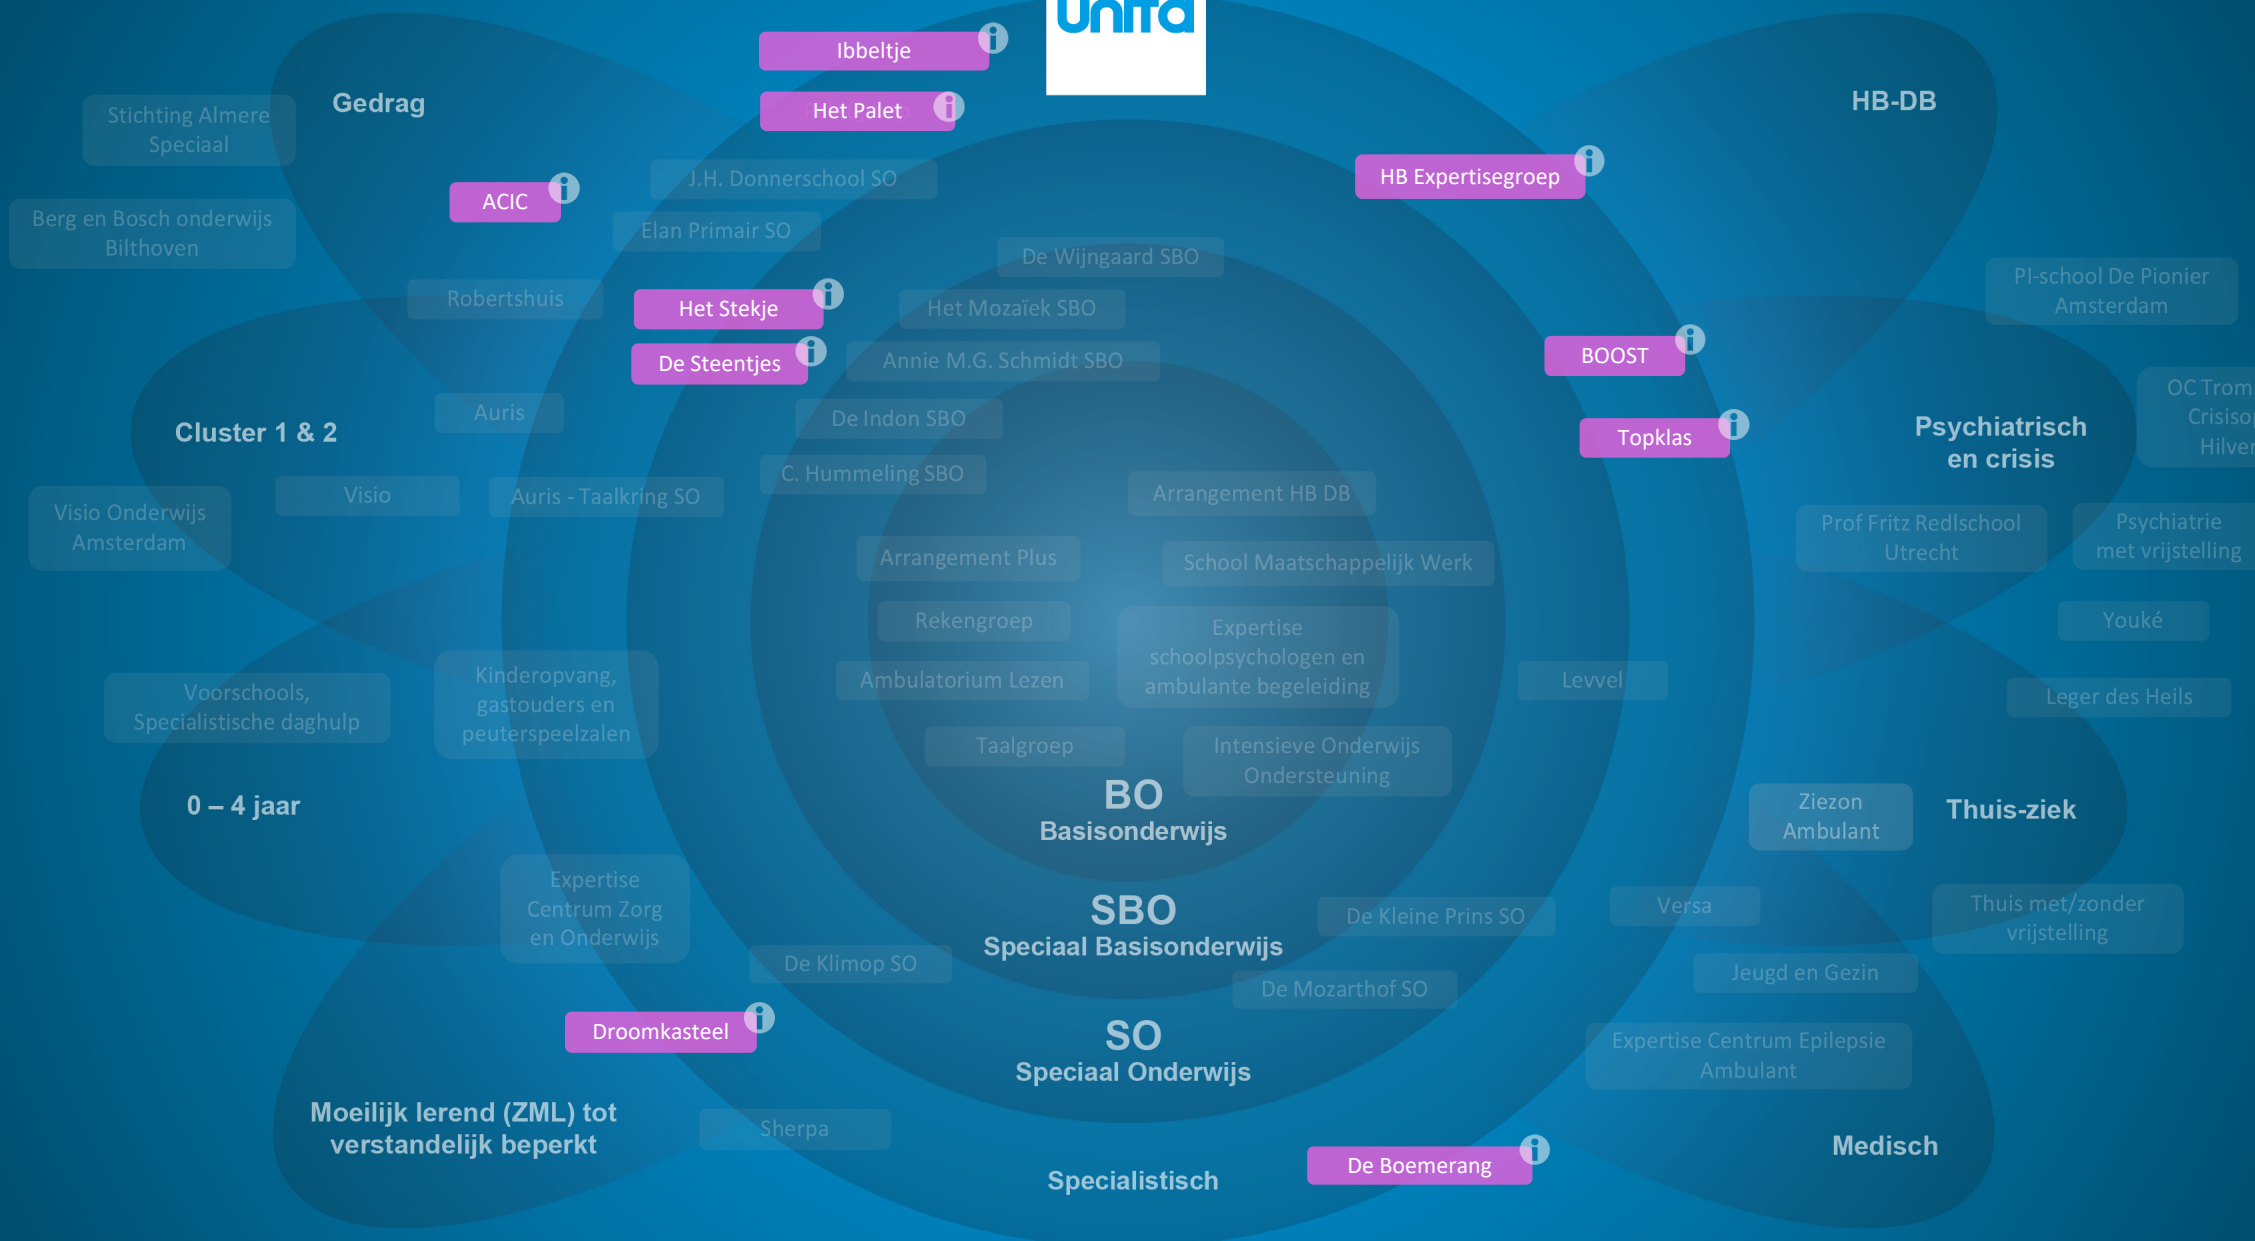 unita
Ibbeltje
Het Palet
Gedrag
HB-DB
Stichting Almere
Speciaal
J.H. Donnerschool SO
HB Expertisegroep
ACIC
Berg en Bosch onderwijs
Bilthoven
Elan Primair SO
De Wijngaard SBO
PI-school De Pionier
Amsterdam
Robertshuis
Het Stekje
Het Mozaïek SBO
De Steentjes
Annie M.G. Schmidt SBO
BOOST
OC Trom
Crisisop
Hilver
Auris
De Indon SBO
Cluster 1 & 2
Topklas
Psychiatrisch
en crisis
C. Hummeling SBO
Visio
Auris - Taalkring SO
Arrangement HB DB
Visio Onderwijs
Amsterdam
Prof Fritz Redlschool
Utrecht
Psychiatrie
met vrijstelling
Arrangement Plus
School Maatschappelijk Werk
Rekengroep
Expertise
schoolpsychologen en
ambulante begeleiding
Youké
Ambulatorium Lezen
Levvel
Leger des Heils
Voorschools,
Specialistische daghulp
Kinderopvang,
gastouders en
peuterspeelzalen
Taalgroep
Intensieve Onderwijs
Ondersteuning
BO
Basisonderwijs
0 – 4 jaar
Ziezon
Ambulant
Thuis-ziek
Expertise
Centrum Zorg
en Onderwijs
SBO
Speciaal Basisonderwijs
De Kleine Prins SO
Versa
Thuis met/zonder
vrijstelling
De Klimop SO
De Mozarthof SO
Jeugd en Gezin
Droomkasteel
SO
Speciaal Onderwijs
Expertise Centrum Epilepsie
Ambulant
Moeilijk lerend (ZML) tot
verstandelijk beperkt
Sherpa
Specialistisch
De Boemerang
Medisch